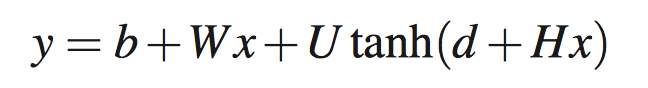 y = b + Wx + U tanh(d + Hx)